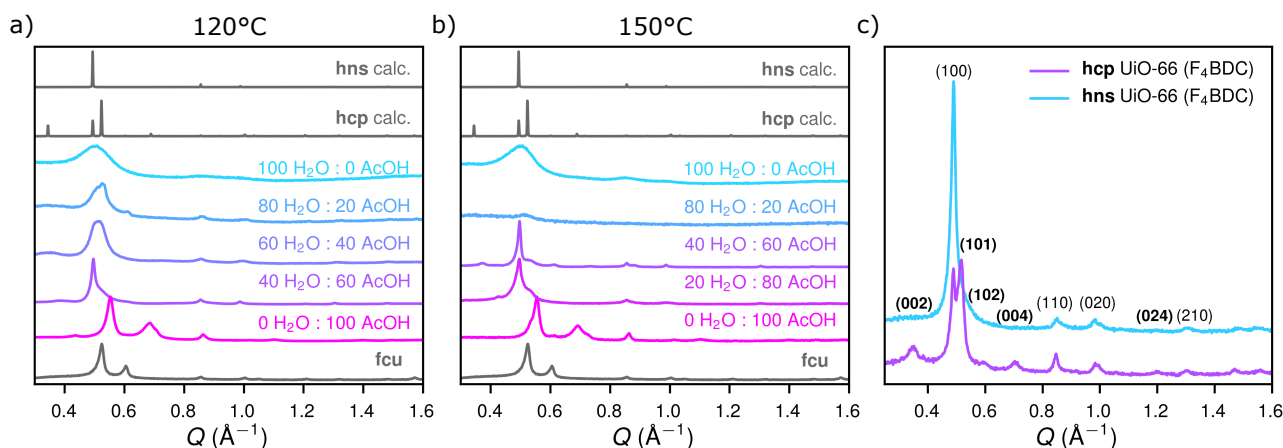 a)
120°C
hns calc.
hcp calc.
100 H₂O : 0 AcOH
80 H₂O : 20 AcOH
60 H₂O : 40 AcOH
40 H₂O : 60 AcOH
0 H₂O : 100 AcOH
fcu
0.4 0.6 0.8 1.0 1.2 1.4 1.6
Q (Å⁻¹)
b)
150°C
hns calc.
hcp calc.
100 H₂O : 0 AcOH
80 H₂O : 20 AcOH
40 H₂O : 60 AcOH
20 H₂O : 80 AcOH
0 H₂O : 100 AcOH
fcu
0.4 0.6 0.8 1.0 1.2 1.4 1.6
Q (Å⁻¹)
c)
hcp UiO-66 (F₄BDC)
hns UiO-66 (F₄BDC)
(100)
(101)
(002)
(102)
(004)
(110)
(020)
(024)
(210)
0.4 0.6 0.8 1.0 1.2 1.4 1.6
Q (Å⁻¹)